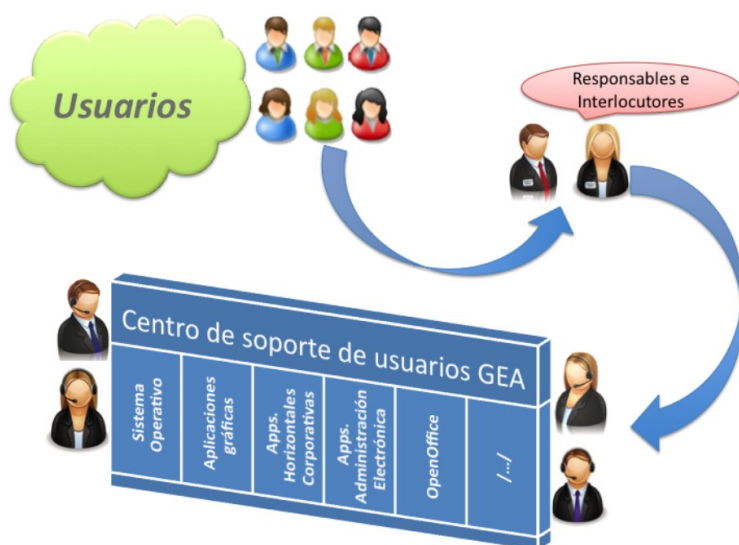 Usuarios
Responsables e
Interlocutores
Centro de soporte de usuarios GEA
Sistema
Operativo
Aplicaciones
gráficas
Apps.
Horizontales
Corporativas
Apps.
Administración
Electrónica
OpenOffice
/.../